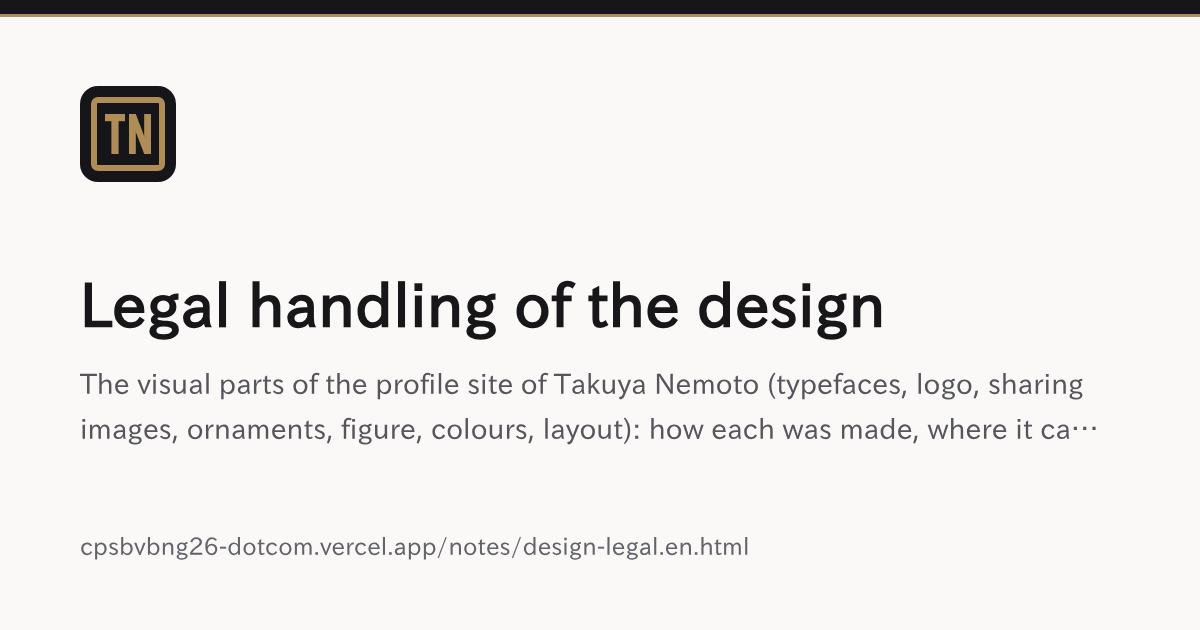 TN
Legal handling of the design
The visual parts of the profile site of Takuya Nemoto (typefaces, logo, sharing
images, ornaments, figure, colours, layout): how each was made, where it ca···
cpsbvbng26-dotcom.vercel.app/notes/design-legal.en.html